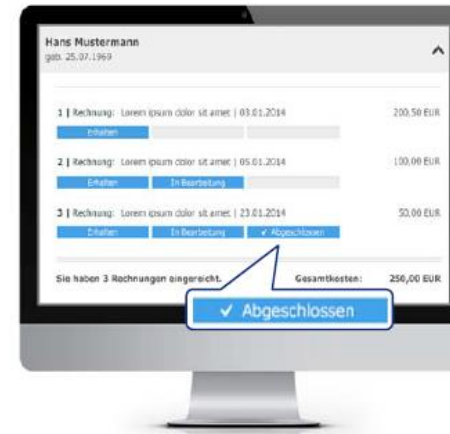 Hans Mustermann
geb. 25.07.1969
1 | Rechnung: Lorem ipsum dolor sit amet | 03.01.2014 200,50 EUR
Erhalten
2 | Rechnung: Lorem ipsum dolor sit amet | 05.01.2014 100,00 EUR
Erhalten In Bearbeitung
3 | Rechnung: Lorem ipsum dolor sit amet | 23.01.2014 50,00 EUR
Erhalten In Bearbeitung ✓ Abgeschlossen
Sie haben 3 Rechnungen eingereicht. Gesamtkosten: 250,00 EUR
✓ Abgeschlossen